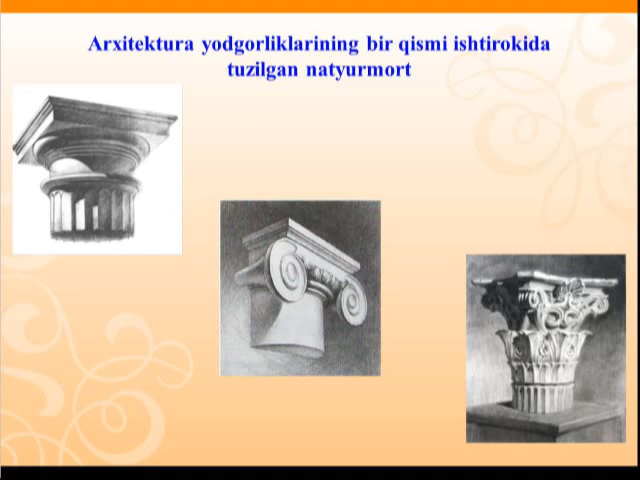 Arxitektura yodgorliklarining bir qismi ishtirokida
tuzilgan natyurmort